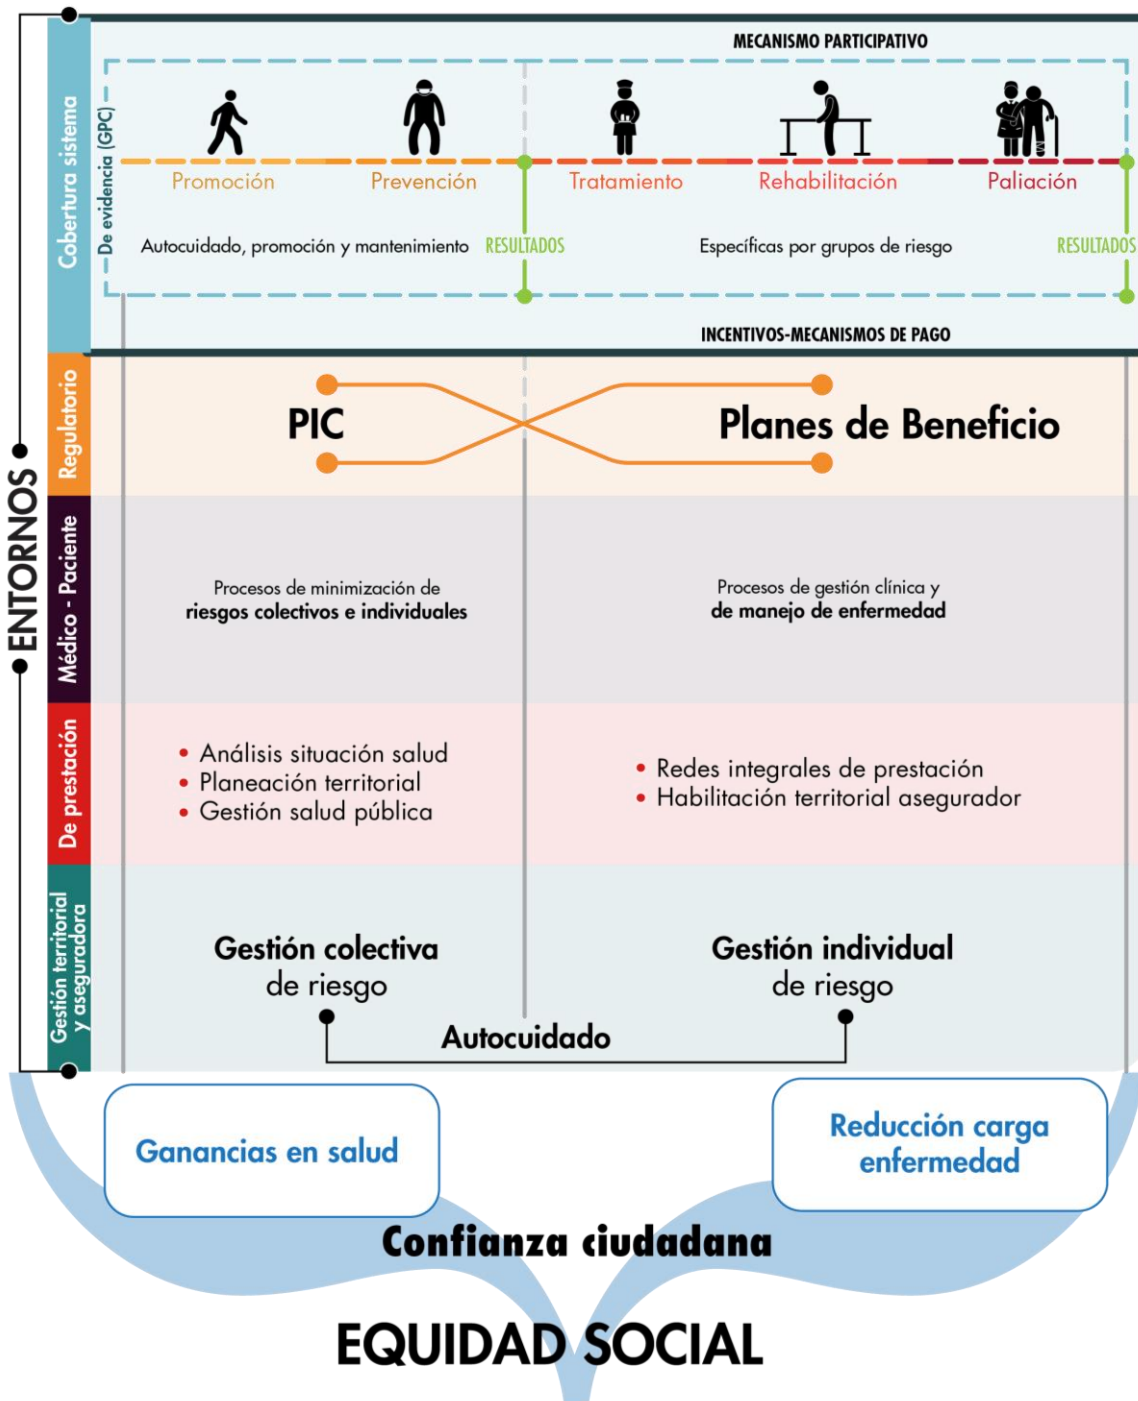 MECANISMO PARTICIPATIVO
Cobertura sistema
De evidencia (GPC)
Promoción
Prevención
Tratamiento
Rehabilitación
Paliación
Autocuidado, promoción y mantenimiento
RESULTADOS
Específicas por grupos de riesgo
RESULTADOS
INCENTIVOS-MECANISMOS DE PAGO
ENTORNOS
Regulatorio
PIC
Planes de Beneficio
Médico - Paciente
Procesos de minimización de
riesgos colectivos e individuales
Procesos de gestión clínica y
de manejo de enfermedad
De prestación
• Análisis situación salud
• Planeación territorial
• Gestión salud pública
• Redes integrales de prestación
• Habilitación territorial asegurador
Gestión territorial
y aseguradora
Gestión colectiva
de riesgo
Gestión individual
de riesgo
Autocuidado
Ganancias en salud
Reducción carga
enfermedad
Confianza ciudadana
EQUIDAD SOCIAL